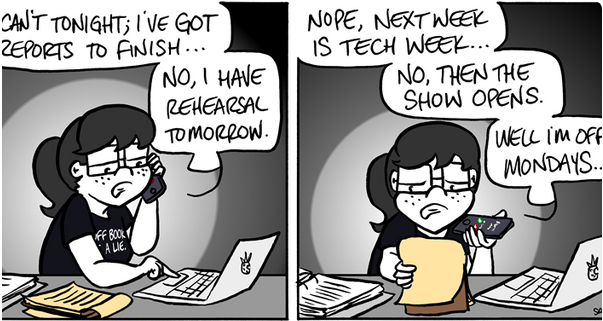 CAN'T TONIGHT; I'VE GOT
REPORTS TO FINISH...
NO, I HAVE
REHEARSAL
TOMORROW.
OFF BOOK
A LIE.
NOPE, NEXT WEEK
IS TECH WEEK...
NO, THEN THE
SHOW OPENS.
WELL I'M OFF
MONDAYS...